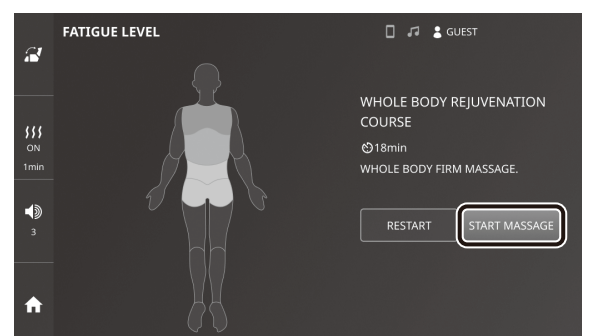 FATIGUE LEVEL
GUEST
ON
1min
3
WHOLE BODY REJUVENATION
COURSE
18min
WHOLE BODY FIRM MASSAGE.
RESTART
START MASSAGE